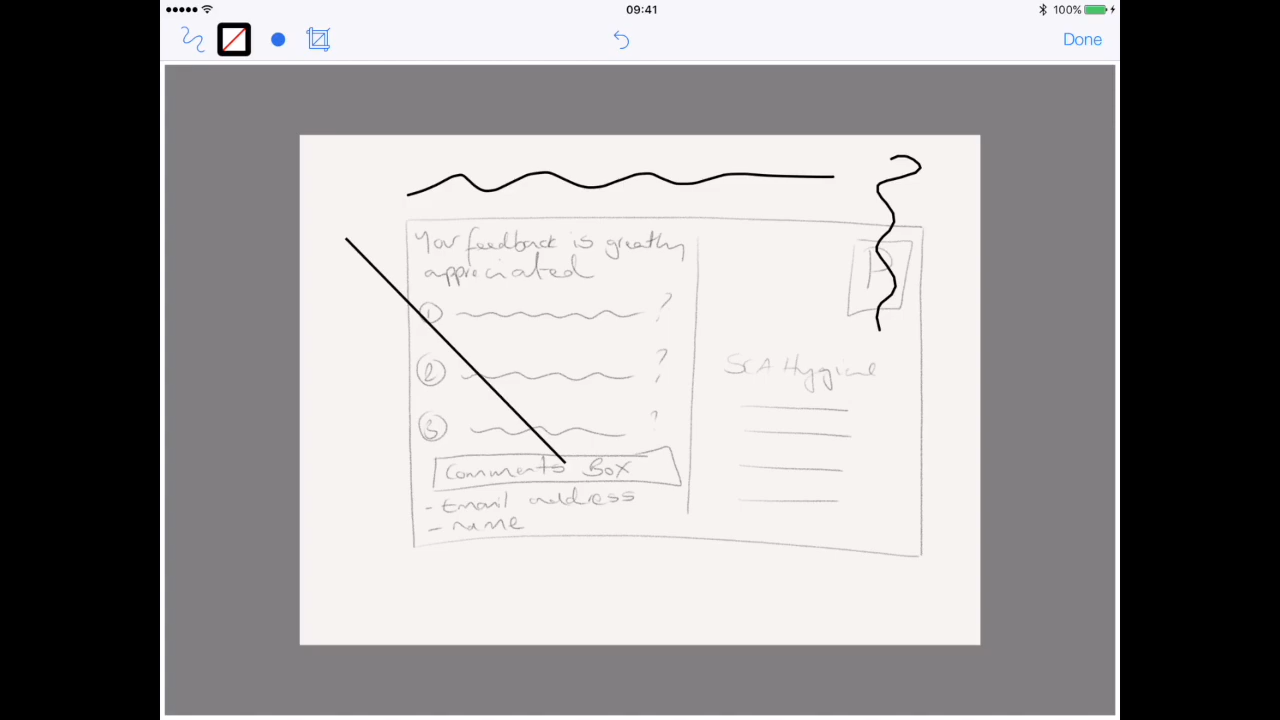 09:41
100%
Done
Your feedback is greatly
appreciated
P
1 ?
2 ?
3 ?
SCA Hygiene
Comments Box
- Email address
- name